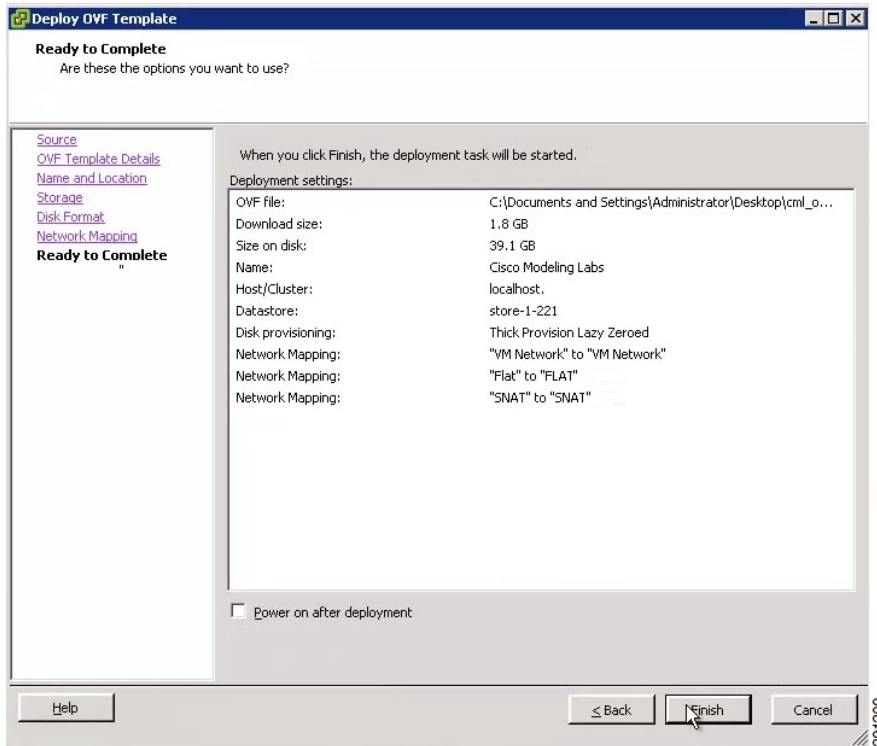 Deploy OVF Template
Ready to Complete
Are these the options you want to use?
Source
OVF Template Details
Name and Location
Storage
Disk Format
Network Mapping
Ready to Complete
When you click Finish, the deployment task will be started.
Deployment settings:
OVF file: C:\Documents and Settings\Administrator\Desktop\cml_o...
Download size: 1.8 GB
Size on disk: 39.1 GB
Name: Cisco Modeling Labs
Host/Cluster: localhost.
Datastore: store-1-221
Disk provisioning: Thick Provision Lazy Zeroed
Network Mapping: "VM Network" to "VM Network"
Network Mapping: "Flat" to "FLAT"
Network Mapping: "SNAT" to "SNAT"
Power on after deployment
Help
< Back
Finish
Cancel